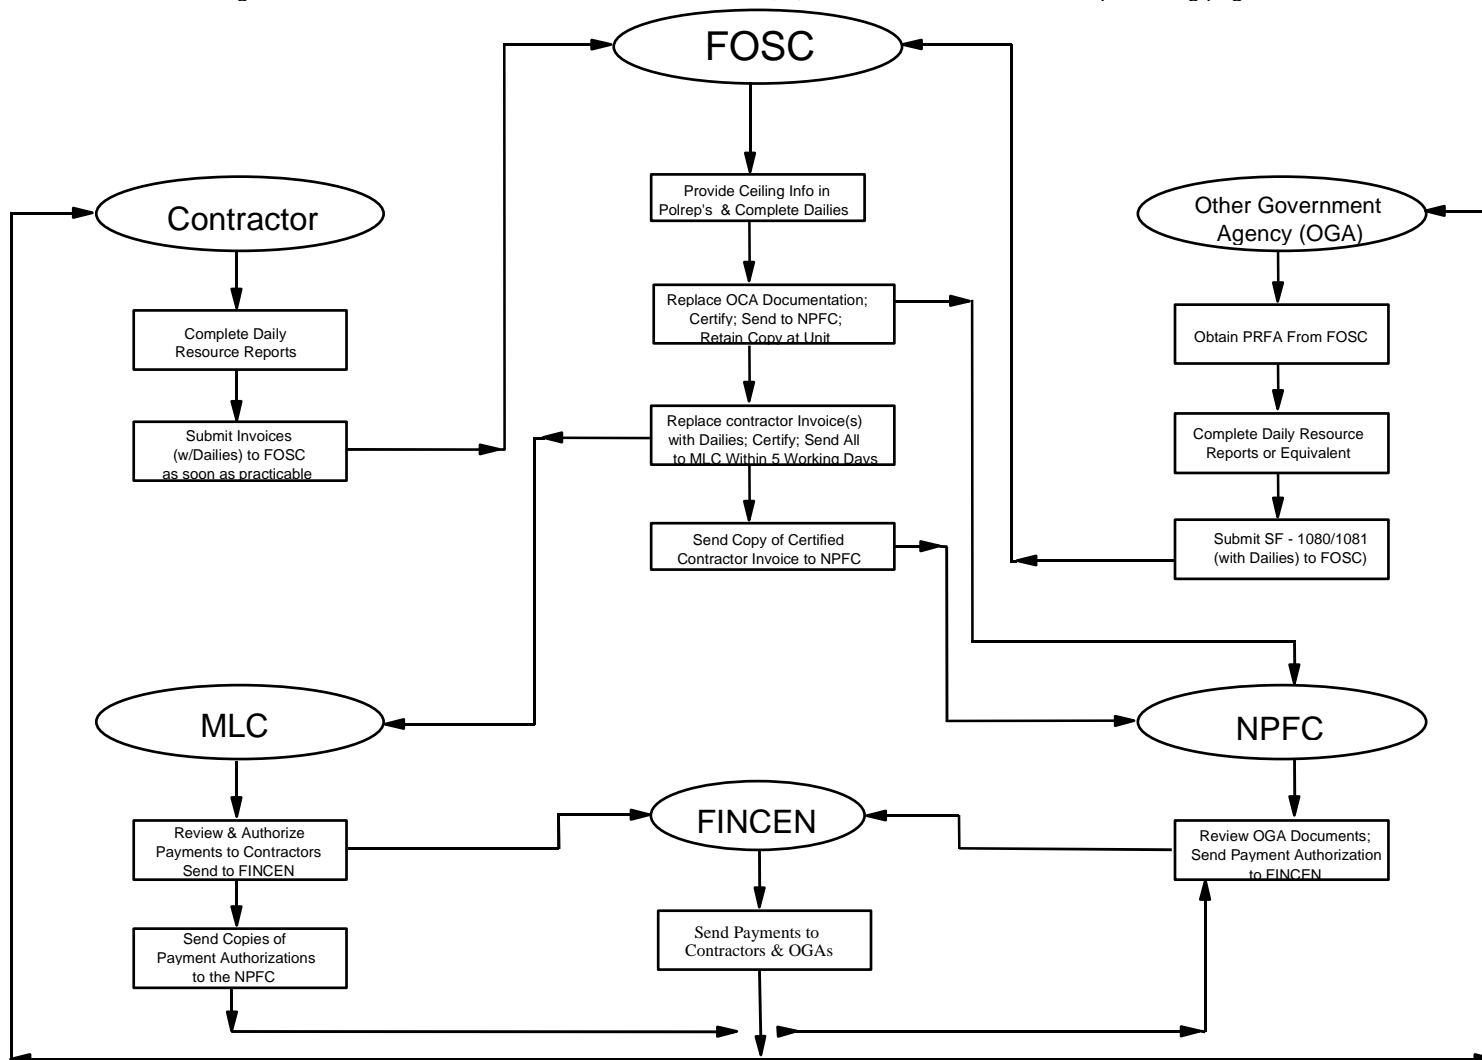 FOSC
Provide Ceiling Info in
Polrep's & Complete Dailies
Replace OCA Documentation;
Certify; Send to NPFC;
Retain Copy at Unit
Replace contractor Invoice(s)
with Dailies; Certify; Send All
to MLC Within 5 Working Days
Send Copy of Certified
Contractor Invoice to NPFC
Contractor
Complete Daily
Resource Reports
Submit Invoices
(w/Dailies) to FOSC
as soon as practicable
Other Government
Agency (OGA)
Obtain PRFA From FOSC
Complete Daily Resource
Reports or Equivalent
Submit SF - 1080/1081
(with Dailies) to FOSC)
MLC
Review & Authorize
Payments to Contractors
Send to FINCEN
Send Copies of
Payment Authorizations
to the NPFC
FINCEN
Send Payments to
Contractors & OGAs
NPFC
Review OGA Documents;
Send Payment Authorization
to FINCEN